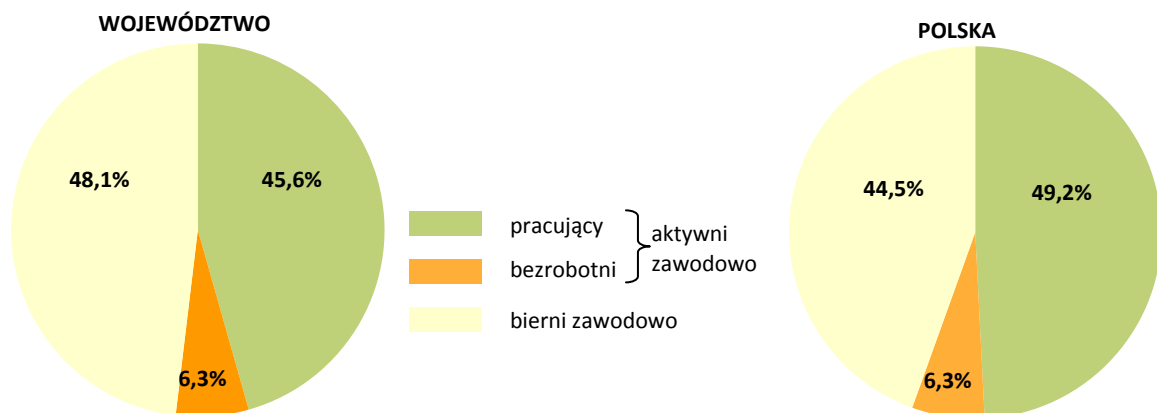 WOJEWÓDZTWO
48,1%
45,6%
6,3%
pracujący
bezrobotni
aktywni
zawodowo
bierni zawodowo
POLSKA
44,5%
49,2%
6,3%